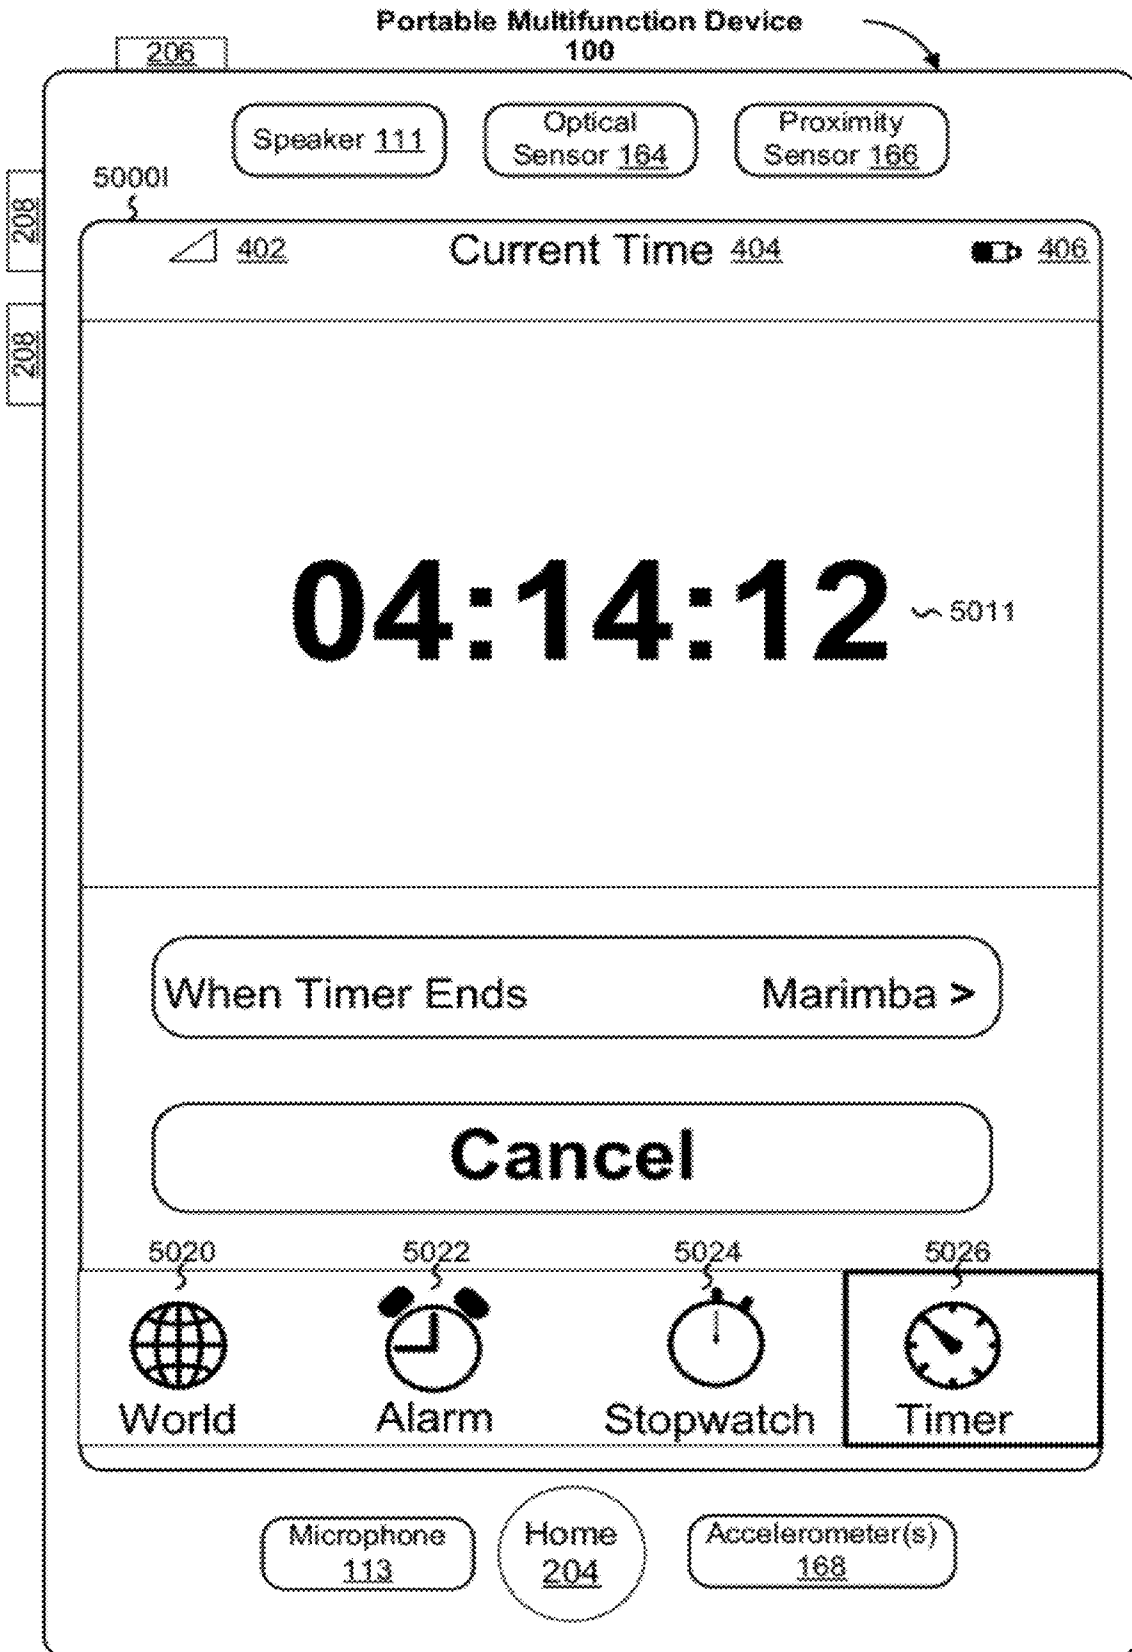 Portable Multifunction Device
100
206
Speaker 111
Optical
Sensor 164
Proximity
Sensor 166
5000I
208
208
402
Current Time 404
406
04:14:12
5011
When Timer Ends
Marimba >
Cancel
5020
5022
5024
5026
World
Alarm
Stopwatch
Timer
Microphone
113
Home
204
Accelerometer(s)
168